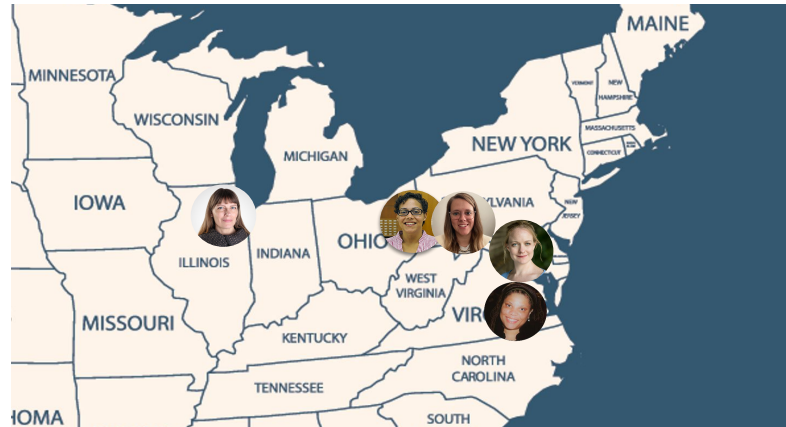 MAINE
MINNESOTA
VERMONT
NEW
HAMPSHIRE
WISCONSIN
MASSACHUSETTS
NEW YORK
CONNECTICUT
MICHIGAN
IOWA
YLVANIA
NEW
JERSEY
OHIO
ILLINOIS
INDIANA
WEST
VIRGINIA
VIRG
MISSOURI
KENTUCKY
NORTH
CAROLINA
TENNESSEE
HOMA
SOUTH